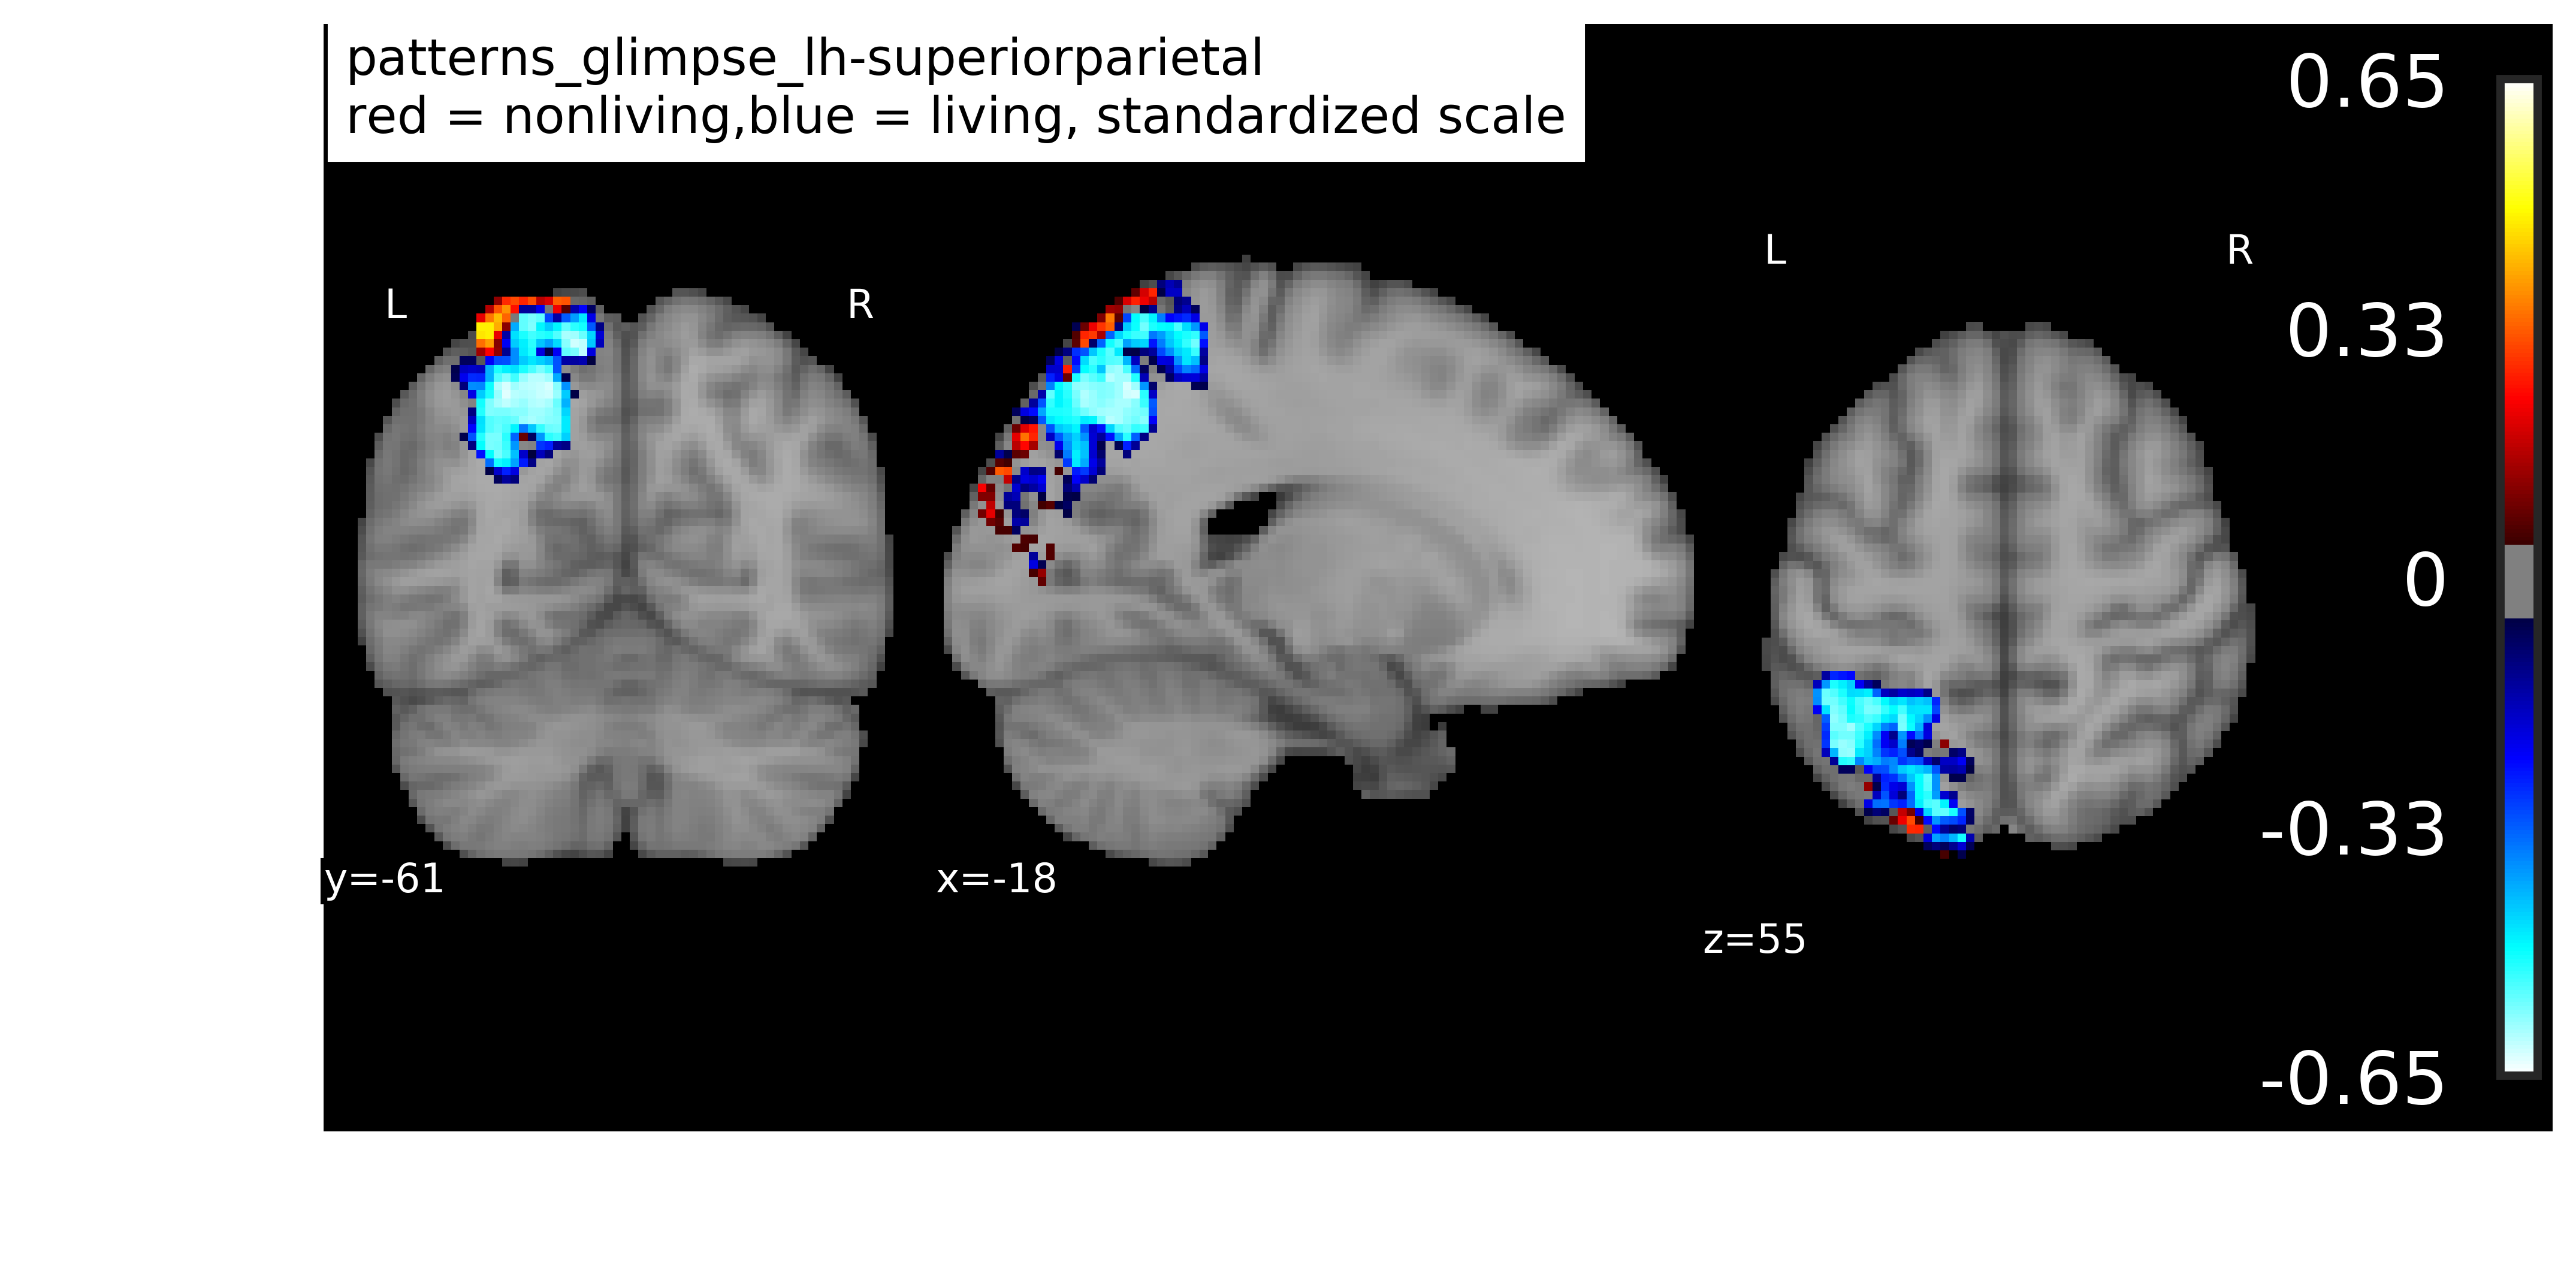 patterns_glimpse_lh-superiorparietal
red = nonliving,blue = living, standardized scale
L
R
L
R
y=-61
x=-18
z=55
0.65
0.33
0
-0.33
-0.65